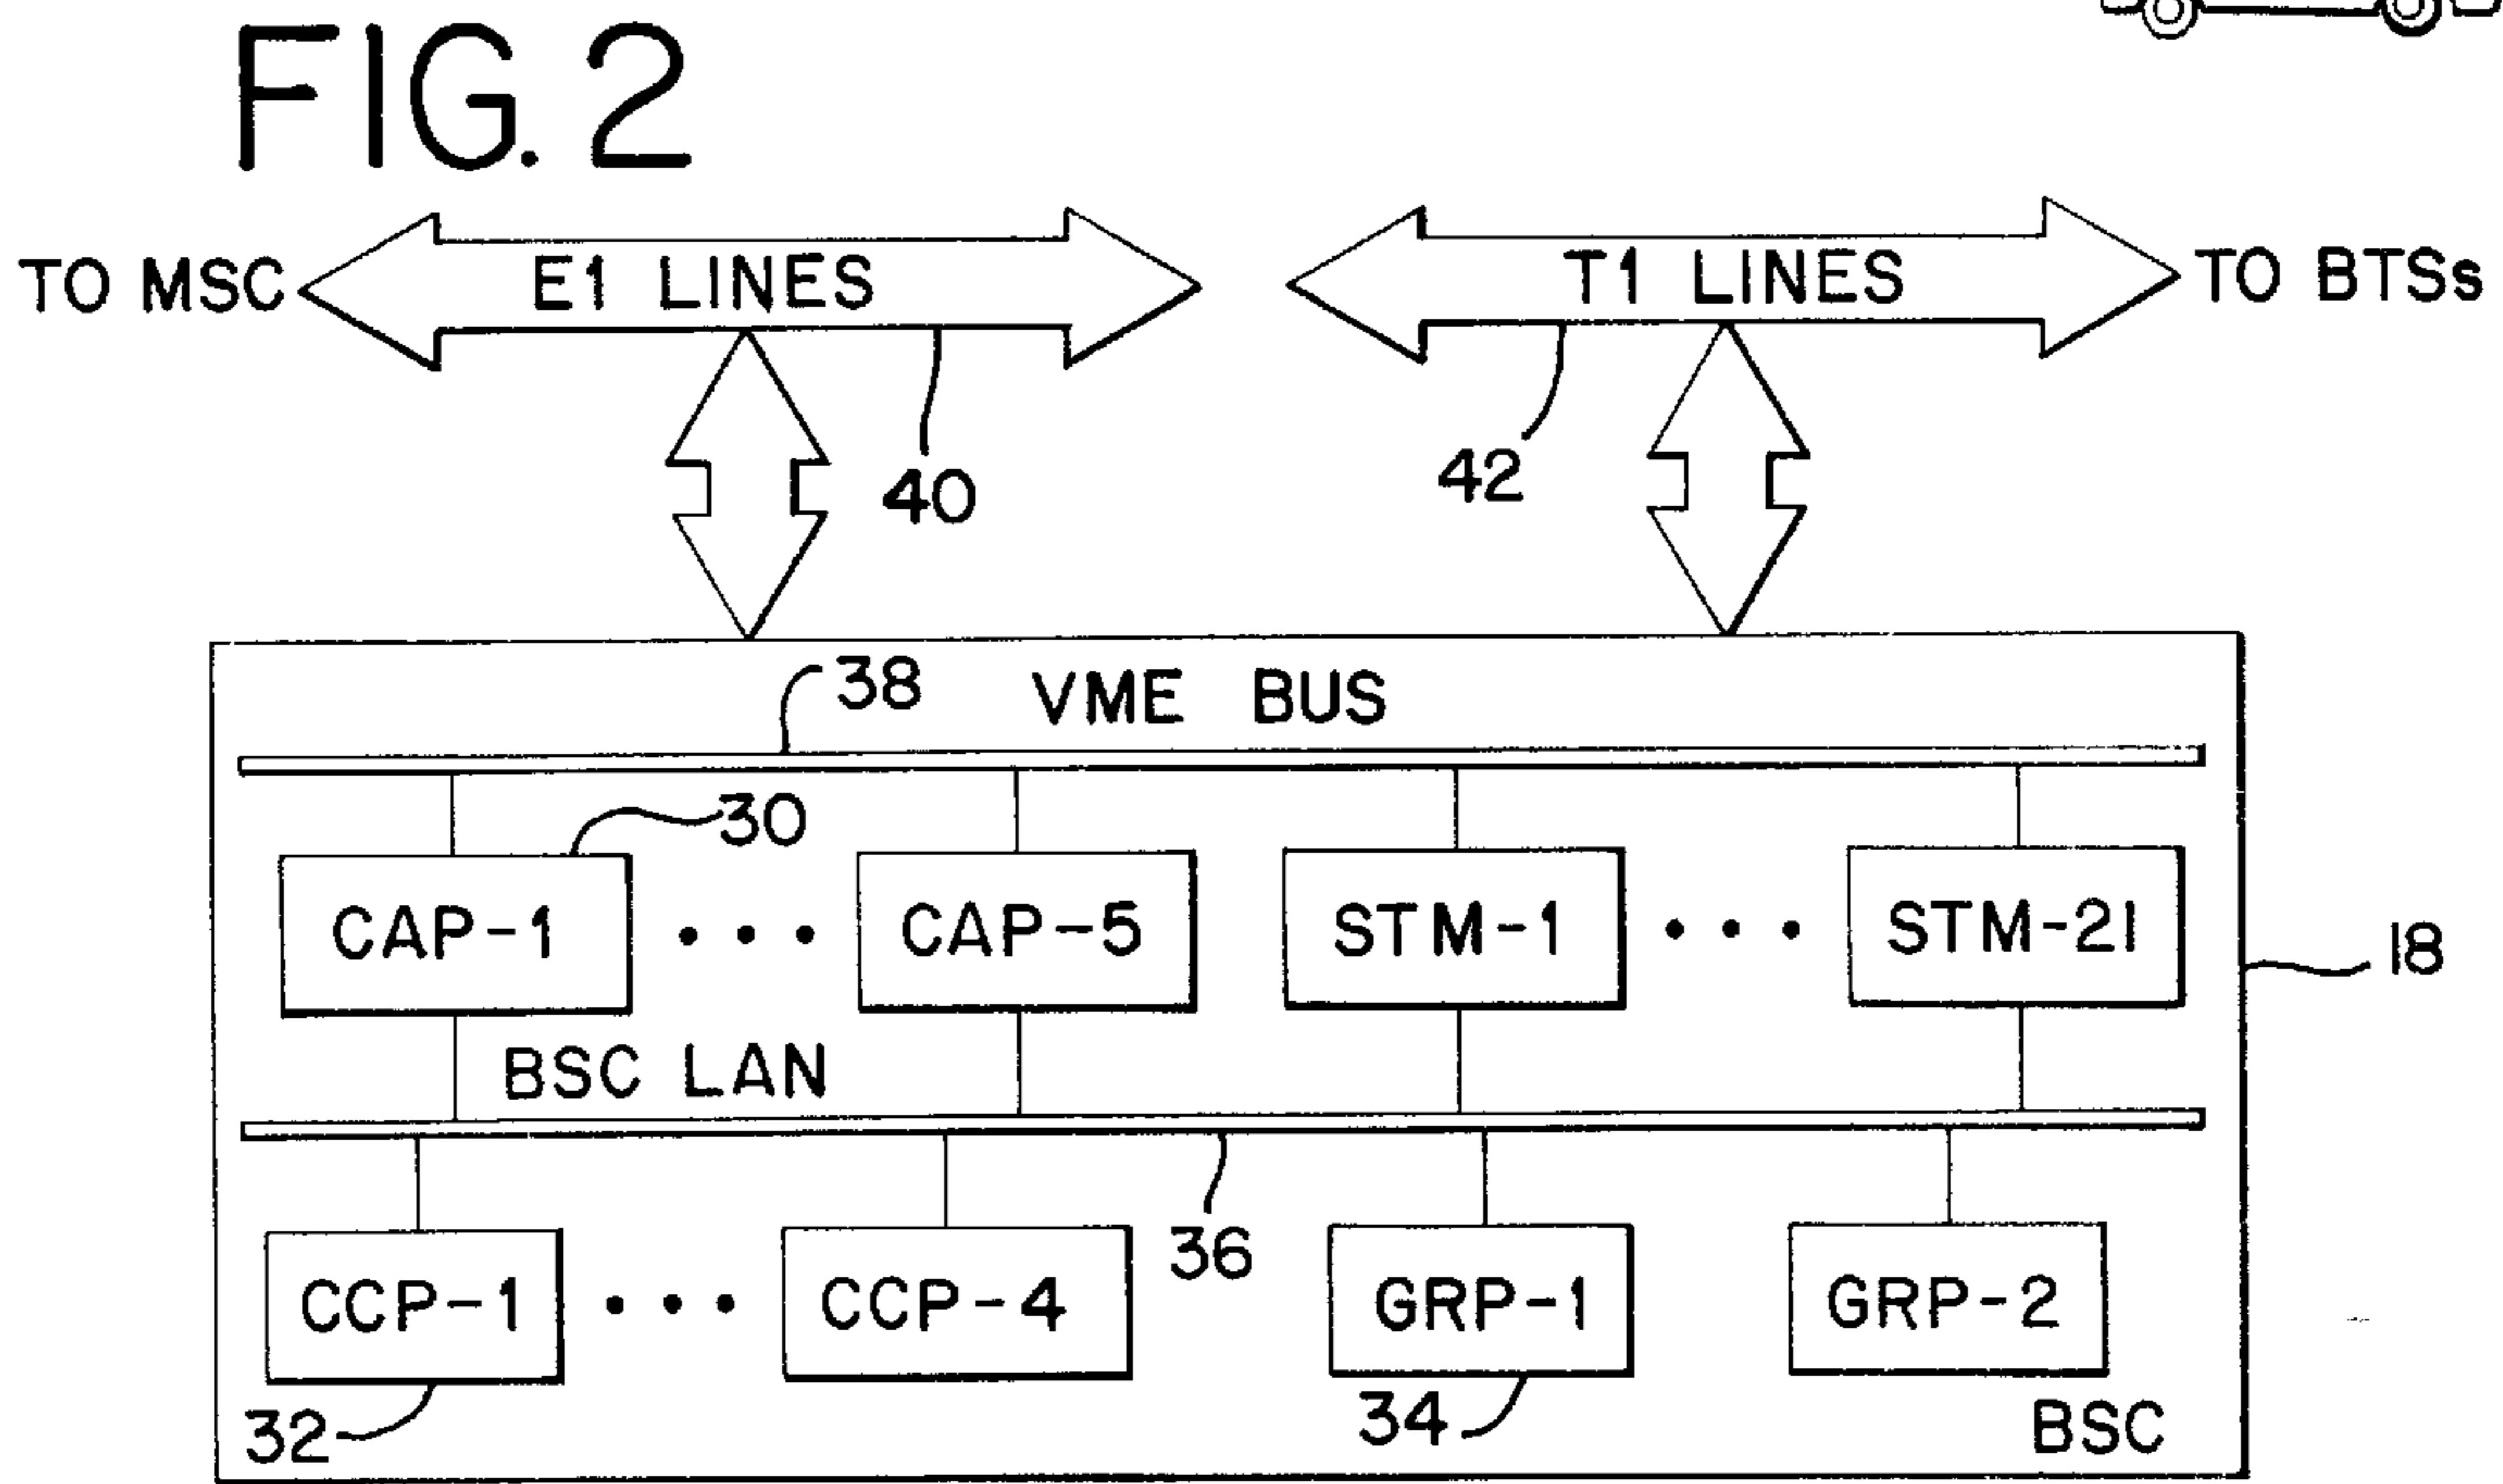 FIG. 2
TO MSC E1 LINES T1 LINES TO BTSs
40 42
38 VME BUS
30
CAP-1 • • • CAP-5 STM-1 • • • STM-21
18
BSC LAN
36
CCP-1 • • • CCP-4 GRP-1 GRP-2
32 34 BSC